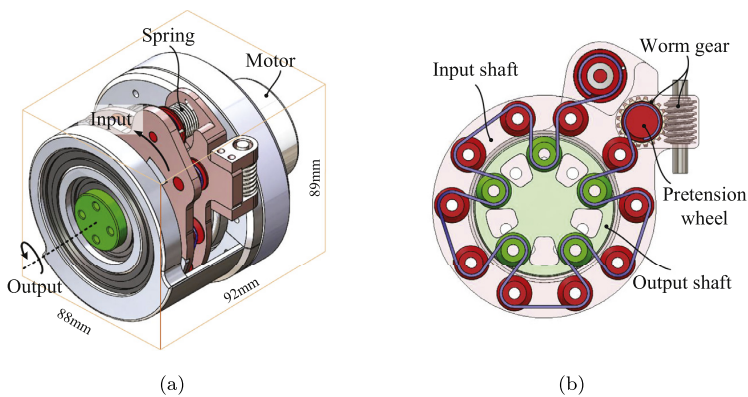 Spring
Motor
Input
89mm
Output
88mm
92mm
(a)
Worm gear
Input shaft
Pretension
wheel
Output shaft
(b)